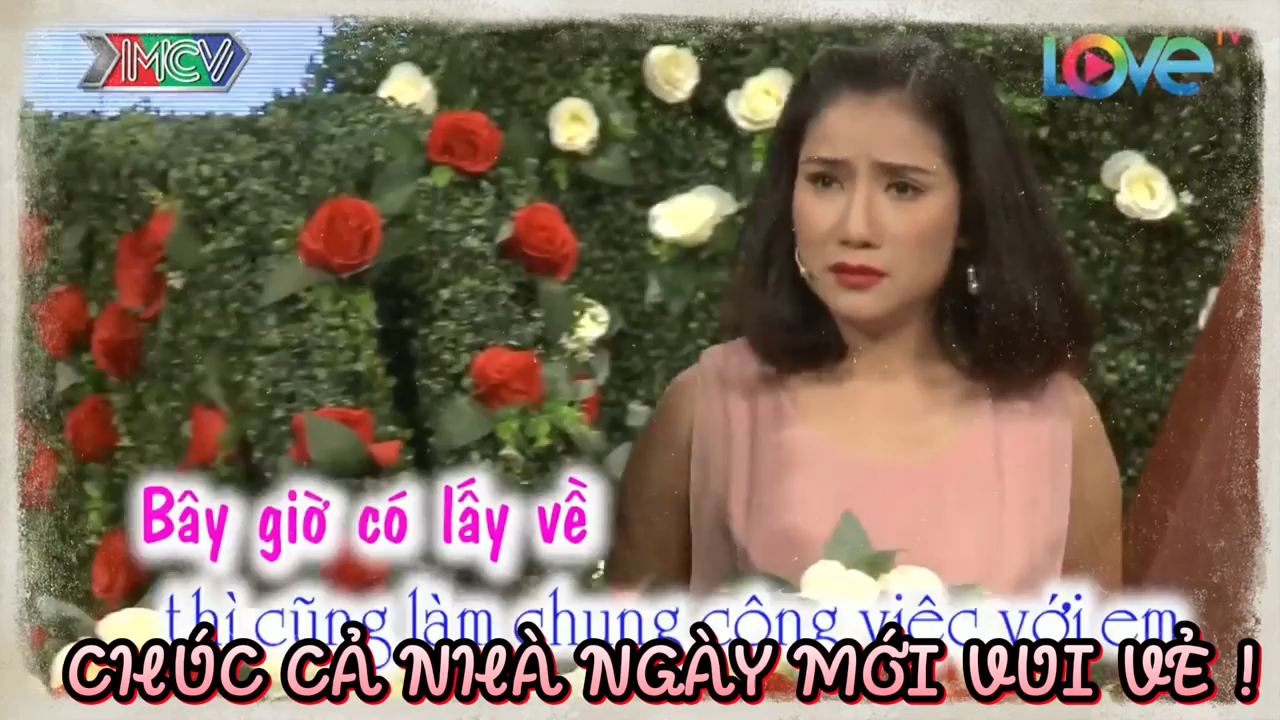 MCV
LOVE TV
Bây giờ có lấy về
thì cũng làm chung công việc với em
CHÚC CẢ NHÀ NGÀY MỚI VUI VẺ !